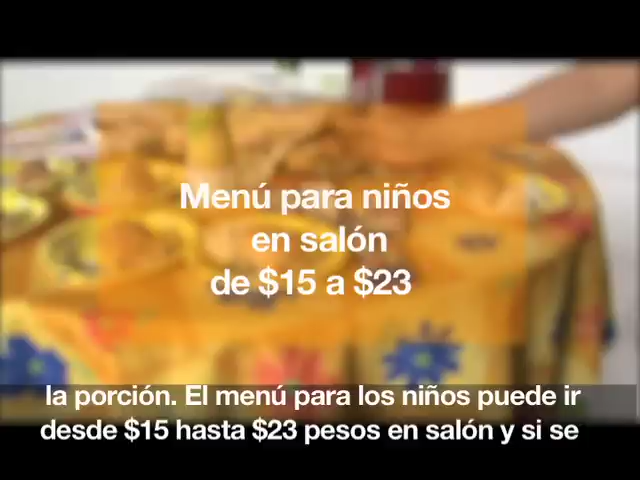 Menú para niños
en salón
de $15 a $23
la porción. El menú para los niños puede ir
desde $15 hasta $23 pesos en salón y si se